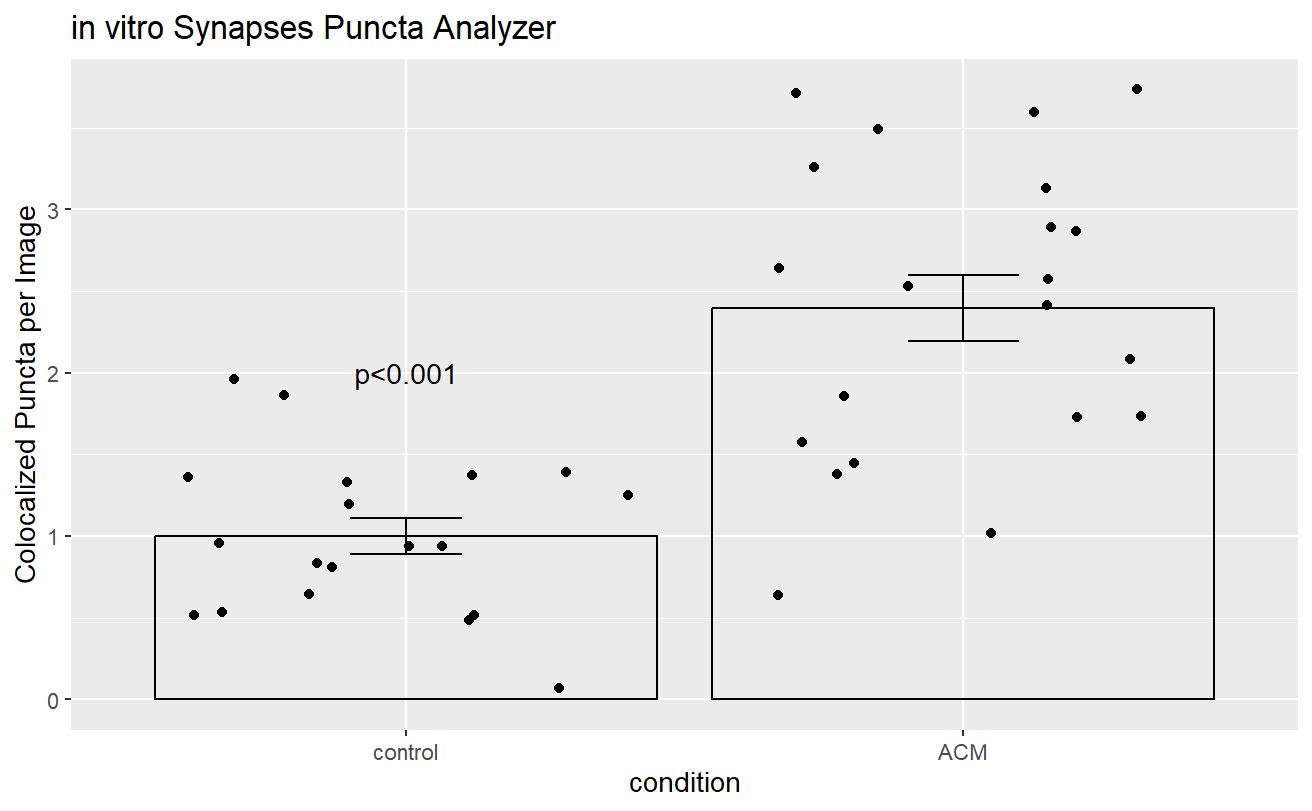 in vitro Synapses Puncta Analyzer
Colocalized Puncta per Image
3
2
1
0
p<0.001
control
ACM
condition